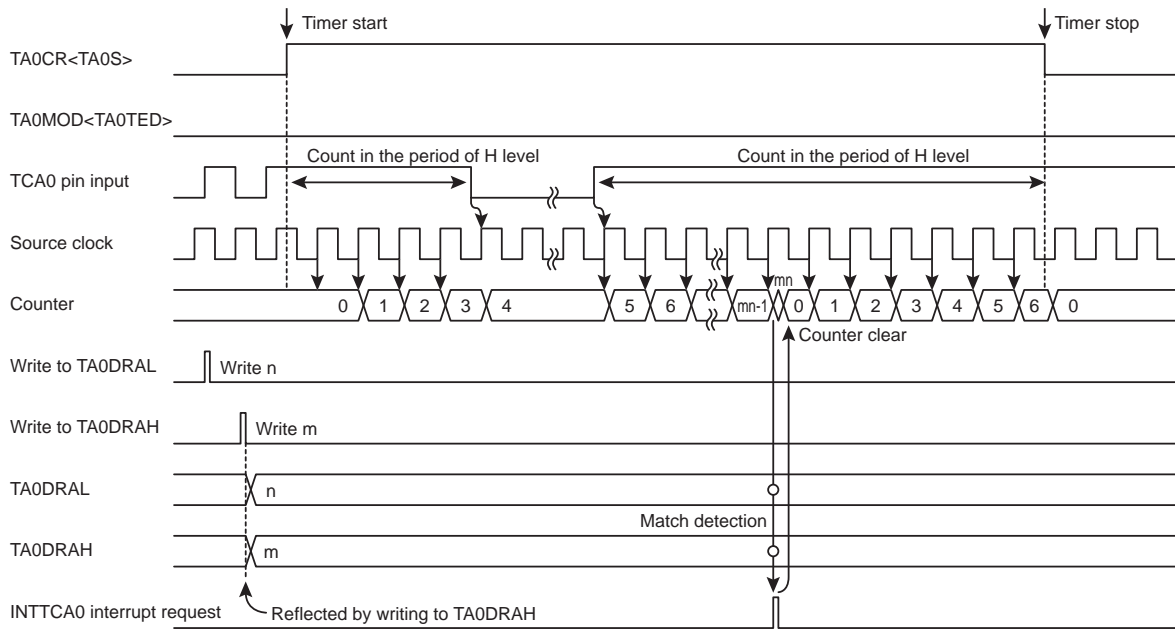 Timer start
Timer stop
TA0CR<TA0S>
TA0MOD<TA0TED>
Count in the period of H level
Count in the period of H level
TCA0 pin input
Source clock
mn
Counter
0 1 2 3 4 5 6 mn-1 0 1 2 3 4 5 6 0
Counter clear
Write to TA0DRAL
Write n
Write to TA0DRAH
Write m
TA0DRAL
n
Match detection
TA0DRAH
m
INTTCA0 interrupt request
Reflected by writing to TA0DRAH